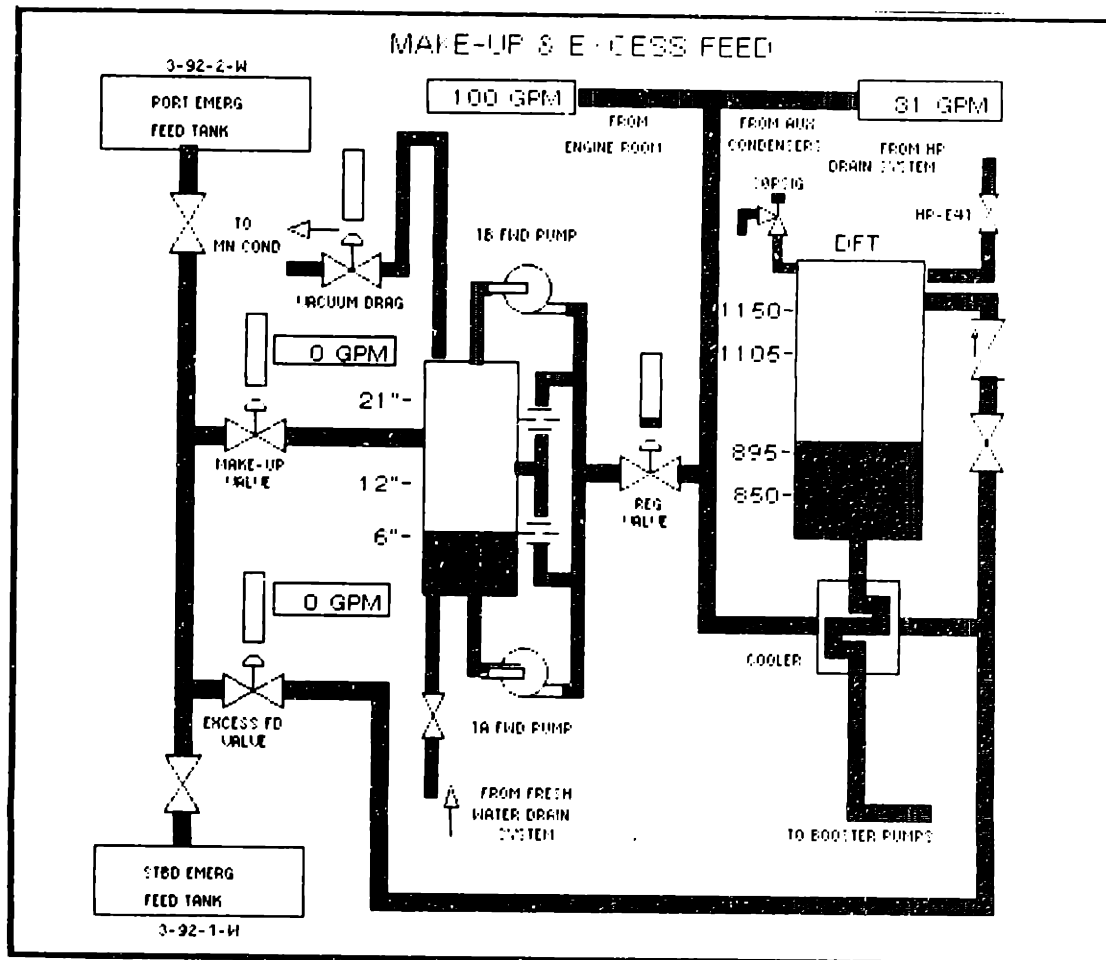 MAKE-UP & EXCESS FEED
3-92-2-W
PORT EMERG
FEED TANK
100 GPM
31 GPM
FROM
ENGINE ROOM
FROM AUX
CONDENSERS
FROM HP
DRAIN SYSTEM
HP-E41
TO
MN COND
VACUUM DRAG
1B FWD PUMP
DFT
1150-
1105-
895-
850-
0 GPM
21"-
12"-
6"-
MAKE-UP
VALVE
REG
VALVE
0 GPM
EXCESS FD
VALVE
1A FWD PUMP
COOLER
FROM FRESH
WATER DRAIN
SYSTEM
TO BOOSTER PUMPS
STBD EMERG
FEED TANK
3-92-1-W